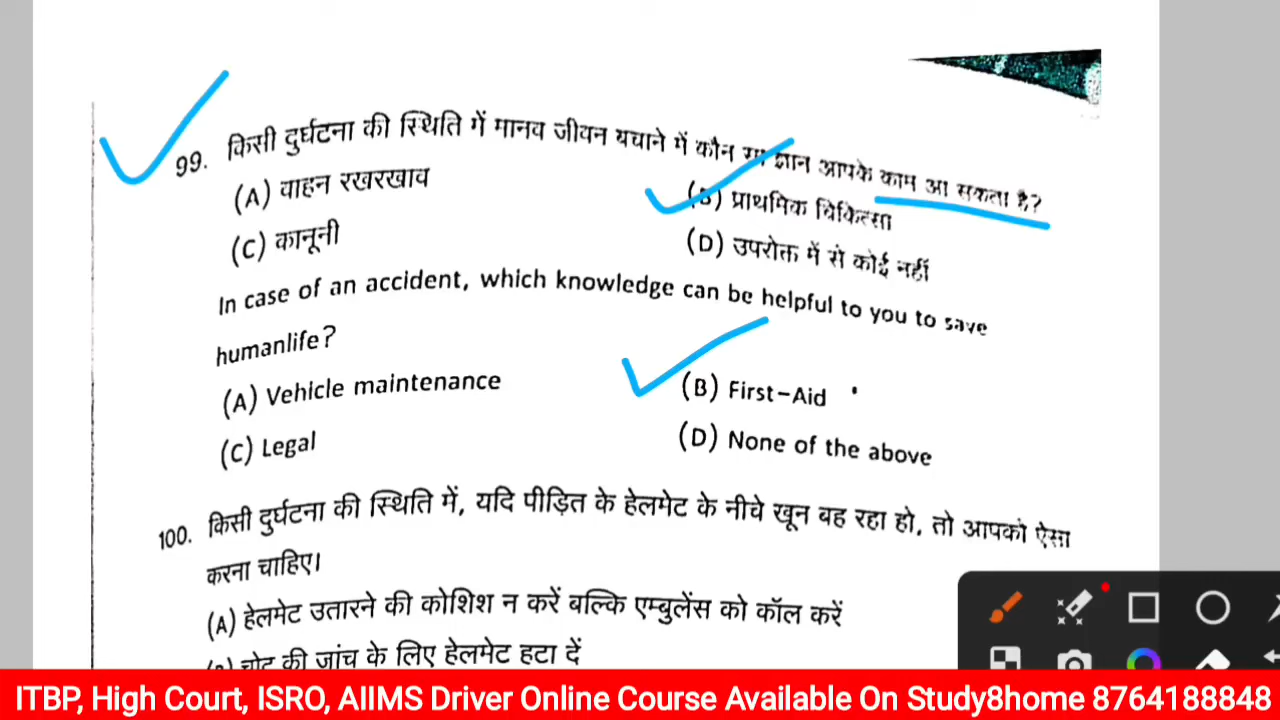 99. किसी दुर्घटना की स्थिति में मानव जीवन बचाने में कौन सा ज्ञान आपके काम आ सकता है?
(A) वाहन रखरखाव (B) प्राथमिक चिकित्सा
(C) कानूनी (D) उपरोक्त में से कोई नहीं
In case of an accident, which knowledge can be helpful to you to save
humanlife?
(A) Vehicle maintenance (B) First-Aid
(C) Legal (D) None of the above
100. किसी दुर्घटना की स्थिति में, यदि पीड़ित के हेलमेट के नीचे खून बह रहा हो, तो आपको ऐसा
करना चाहिए।
(A) हेलमेट उतारने की कोशिश न करें बल्कि एम्बुलेंस को कॉल करें
चोट की जांच के लिए हेलमेट हटा दें
ITBP, High Court, ISRO, AIIMS Driver Online Course Available On Study8home 8764188848